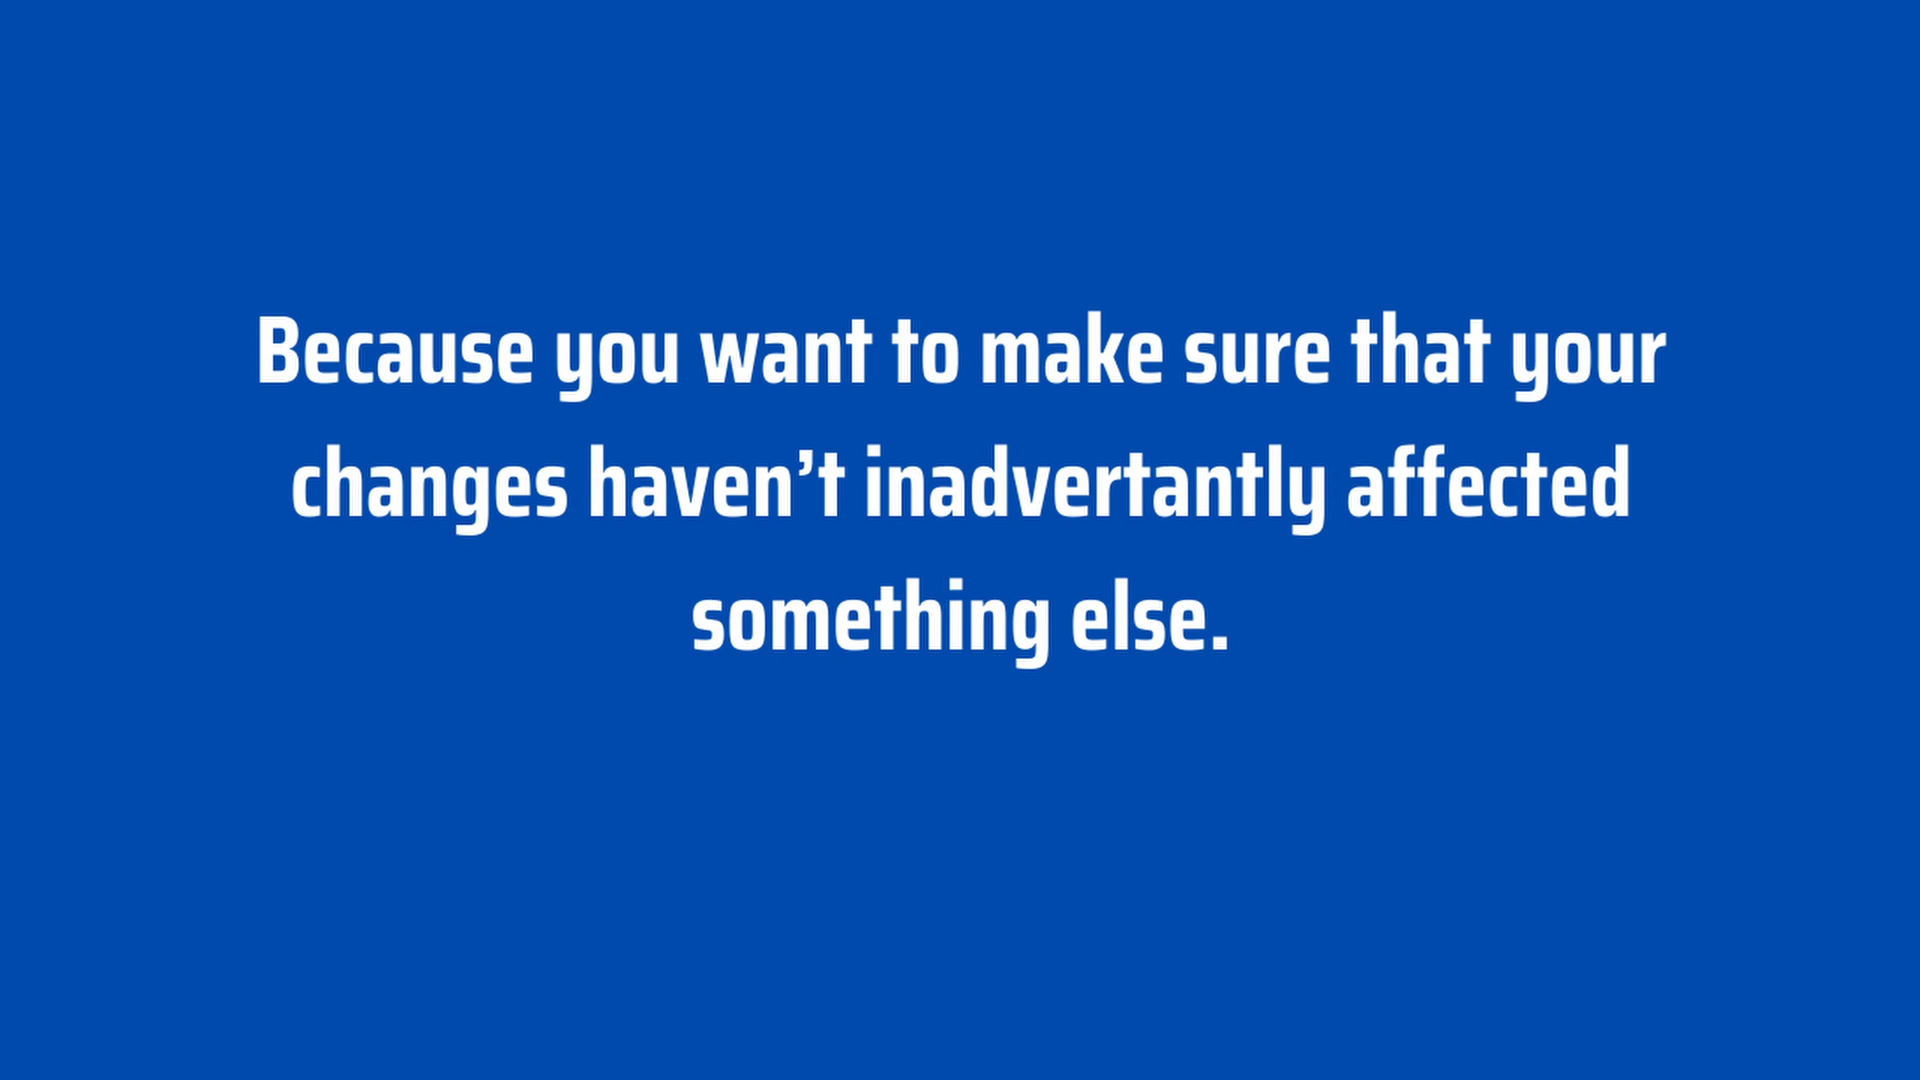 Because you want to make sure that your
changes haven’t inadvertantly affected
something else.